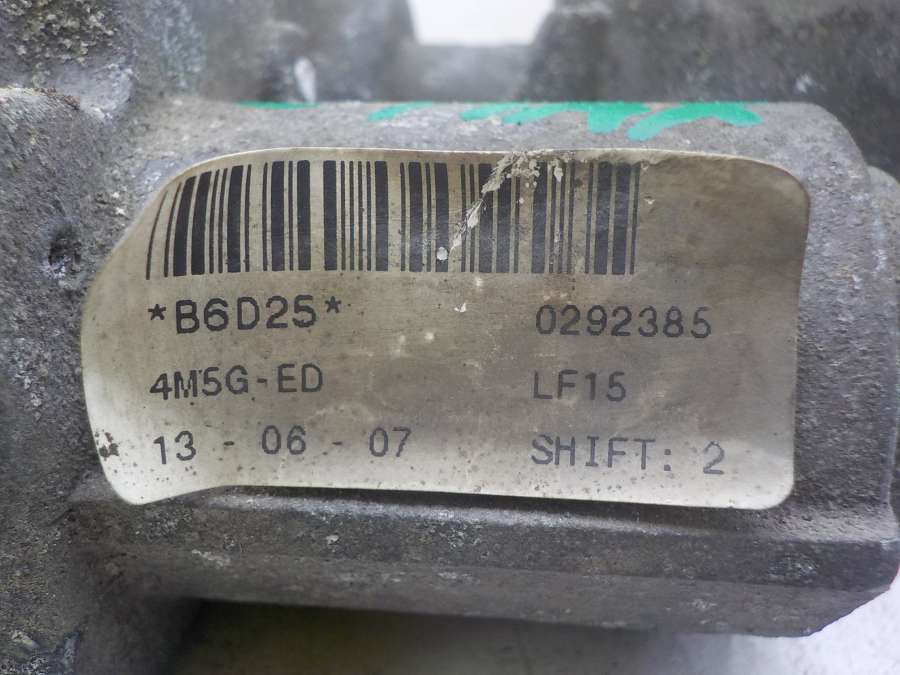 *B6D25* 0292385
4M5G-ED LF15
13 - 06 - 07 SHIFT: 2